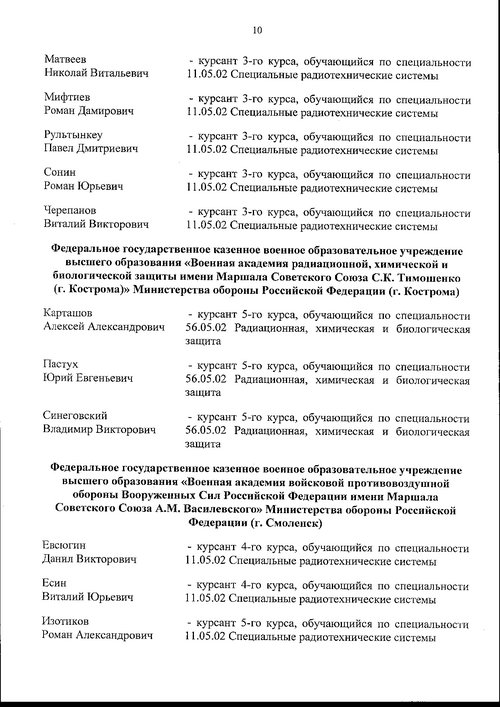 10
Матвеев - курсант 3-го курса, обучающийся по специальности
Николай Витальевич 11.05.02 Специальные радиотехнические системы
Мифтиев - курсант 3-го курса, обучающийся по специальности
Роман Дамирович 11.05.02 Специальные радиотехнические системы
Рультынкеу - курсант 3-го курса, обучающийся по специальности
Павел Дмитриевич 11.05.02 Специальные радиотехнические системы
Сонин - курсант 3-го курса, обучающийся по специальности
Роман Юрьевич 11.05.02 Специальные радиотехнические системы
Черепанов - курсант 3-го курса, обучающийся по специальности
Виталий Викторович 11.05.02 Специальные радиотехнические системы
Федеральное государственное казенное военное образовательное учреждение
высшего образования «Военная академия радиационной, химической и
биологической защиты имени Маршала Советского Союза С.К. Тимошенко
(г. Кострома)» Министерства обороны Российской Федерации (г. Кострома)
Карташов - курсант 5-го курса, обучающийся по специальности
Алексей Александрович 56.05.02 Радиационная, химическая и биологическая
защита
Пастух - курсант 5-го курса, обучающийся по специальности
Юрий Евгеньевич 56.05.02 Радиационная, химическая и биологическая
защита
Синеговский - курсант 5-го курса, обучающийся по специальности
Владимир Викторович 56.05.02 Радиационная, химическая и биологическая
защита
Федеральное государственное казенное военное образовательное учреждение
высшего образования «Военная академия войсковой противовоздушной
обороны Вооруженных Сил Российской Федерации имени Маршала
Советского Союза А.М. Василевского» Министерства обороны Российской
Федерации (г. Смоленск)
Евсюгин - курсант 4-го курса, обучающийся по специальности
Данил Викторович 11.05.02 Специальные радиотехнические системы
Есин - курсант 4-го курса, обучающийся по специальности
Виталий Юрьевич 11.05.02 Специальные радиотехнические системы
Изотиков - курсант 5-го курса, обучающийся по специальности
Роман Александрович 11.05.02 Специальные радиотехнические системы